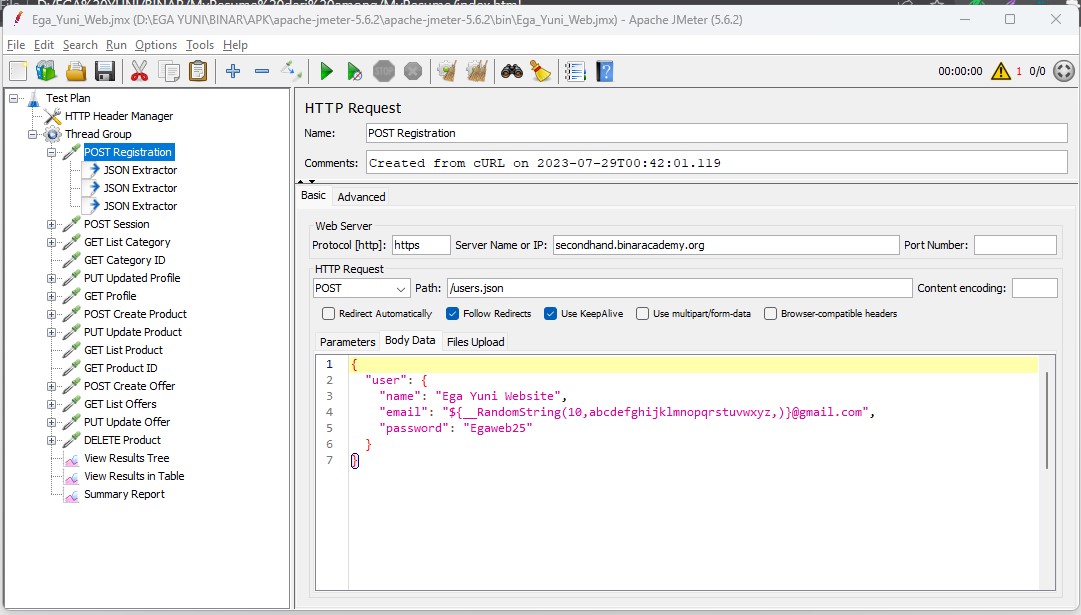 Ega_Yuni_Web.jmx (D:\EGA YUNI\BINAR\APK\apache-jmeter-5.6.2\apache-jmeter-5.6.2\bin\Ega_Yuni_Web.jmx) - Apache JMeter (5.6.2)
File Edit Search Run Options Tools Help
STOP
00:00:00 1 0/0
Test Plan
HTTP Header Manager
Thread Group
POST Registration
JSON Extractor
JSON Extractor
JSON Extractor
POST Session
GET List Category
GET Category ID
PUT Updated Profile
GET Profile
POST Create Product
PUT Update Product
GET List Product
GET Product ID
POST Create Offer
GET List Offers
PUT Update Offer
DELETE Product
View Results Tree
View Results in Table
Summary Report
HTTP Request
Name: POST Registration
Comments: Created from cURL on 2023-07-29T00:42:01.119
Basic Advanced
Web Server
Protocol [http]: https Server Name or IP: secondhand.binaracademy.org Port Number:
HTTP Request
POST Path: /users.json Content encoding:
Redirect Automatically Follow Redirects Use KeepAlive Use multipart/form-data Browser-compatible headers
Parameters Body Data Files Upload
1 {
2 "user": {
3 "name": "Ega Yuni Website",
4 "email": "${__RandomString(10,abcdefghijklmnopqrstuvwxyz,)}@gmail.com",
5 "password": "Egaweb25"
6 }
7 }